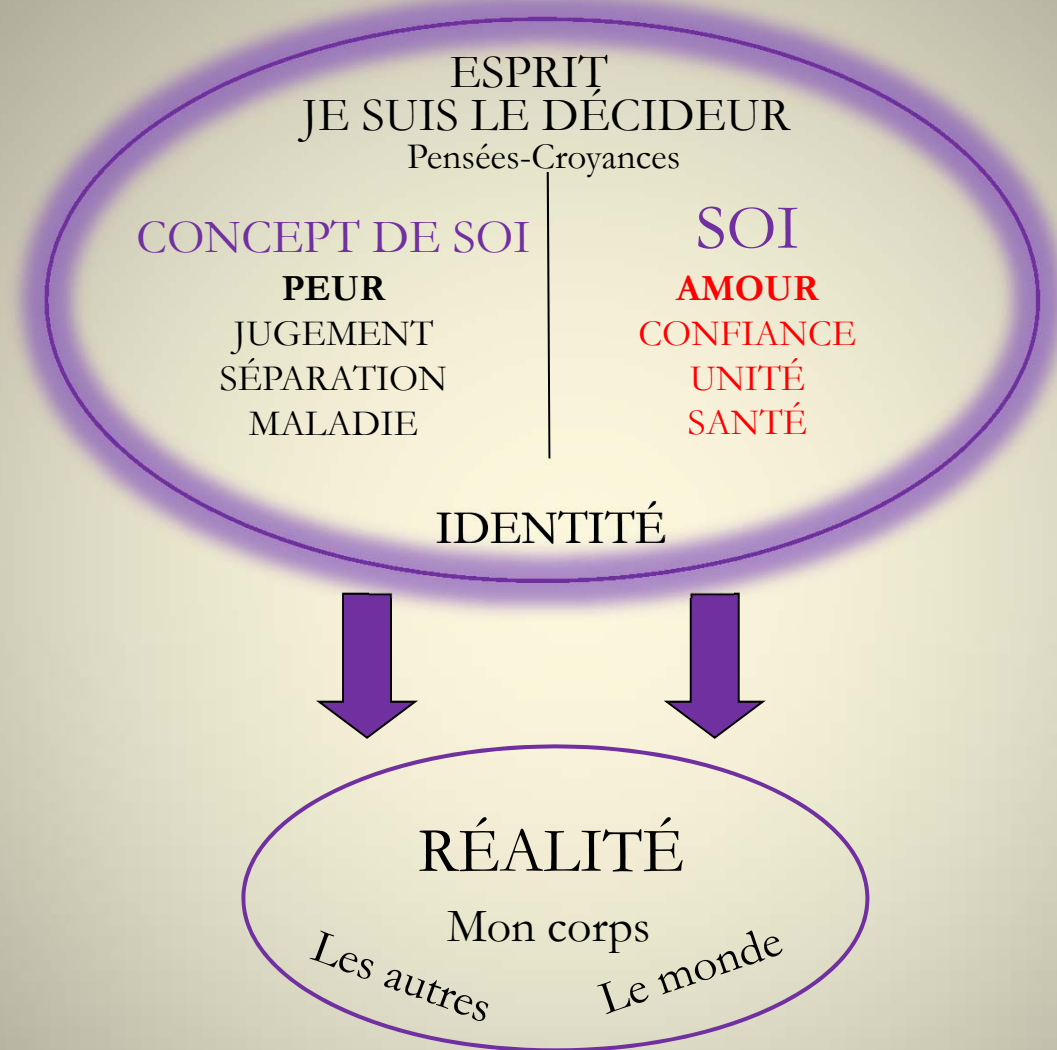 ESPRIT
JE SUIS LE DÉCIDEUR
Pensées-Croyances
CONCEPT DE SOI
PEUR
JUGEMENT
SÉPARATION
MALADIE
SOI
AMOUR
CONFIANCE
UNITÉ
SANTÉ
IDENTITÉ
RÉALITÉ
Mon corps
Les autres
Le monde